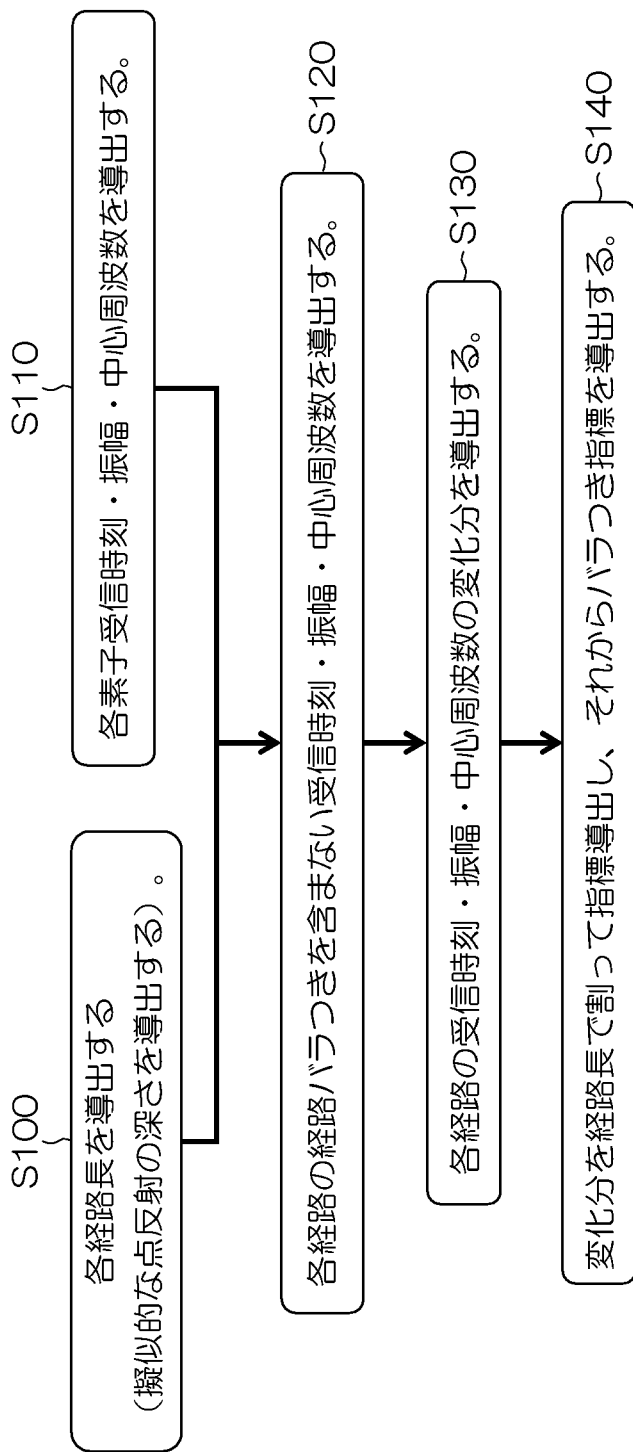 S100
各経路長を導出する
(擬似的な点反射の深さを導出する)。
S110
各素子受信時刻・振幅・中心周波数を導出する。
各経路の経路バラつきを含まない受信時刻・振幅・中心周波数を導出する。
S120
各経路の受信時刻・振幅・中心周波数の変化分を導出する。
S130
変化分を経路長で割って指標導出し、それからバラつき指標を導出する。
S140